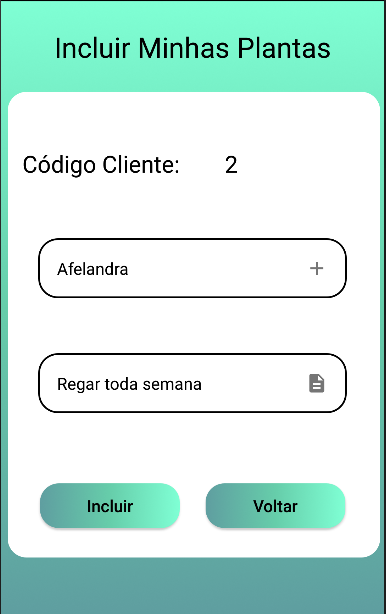 Incluir Minhas Plantas
Código Cliente: 2
Afelandra
Regar toda semana
Incluir Voltar